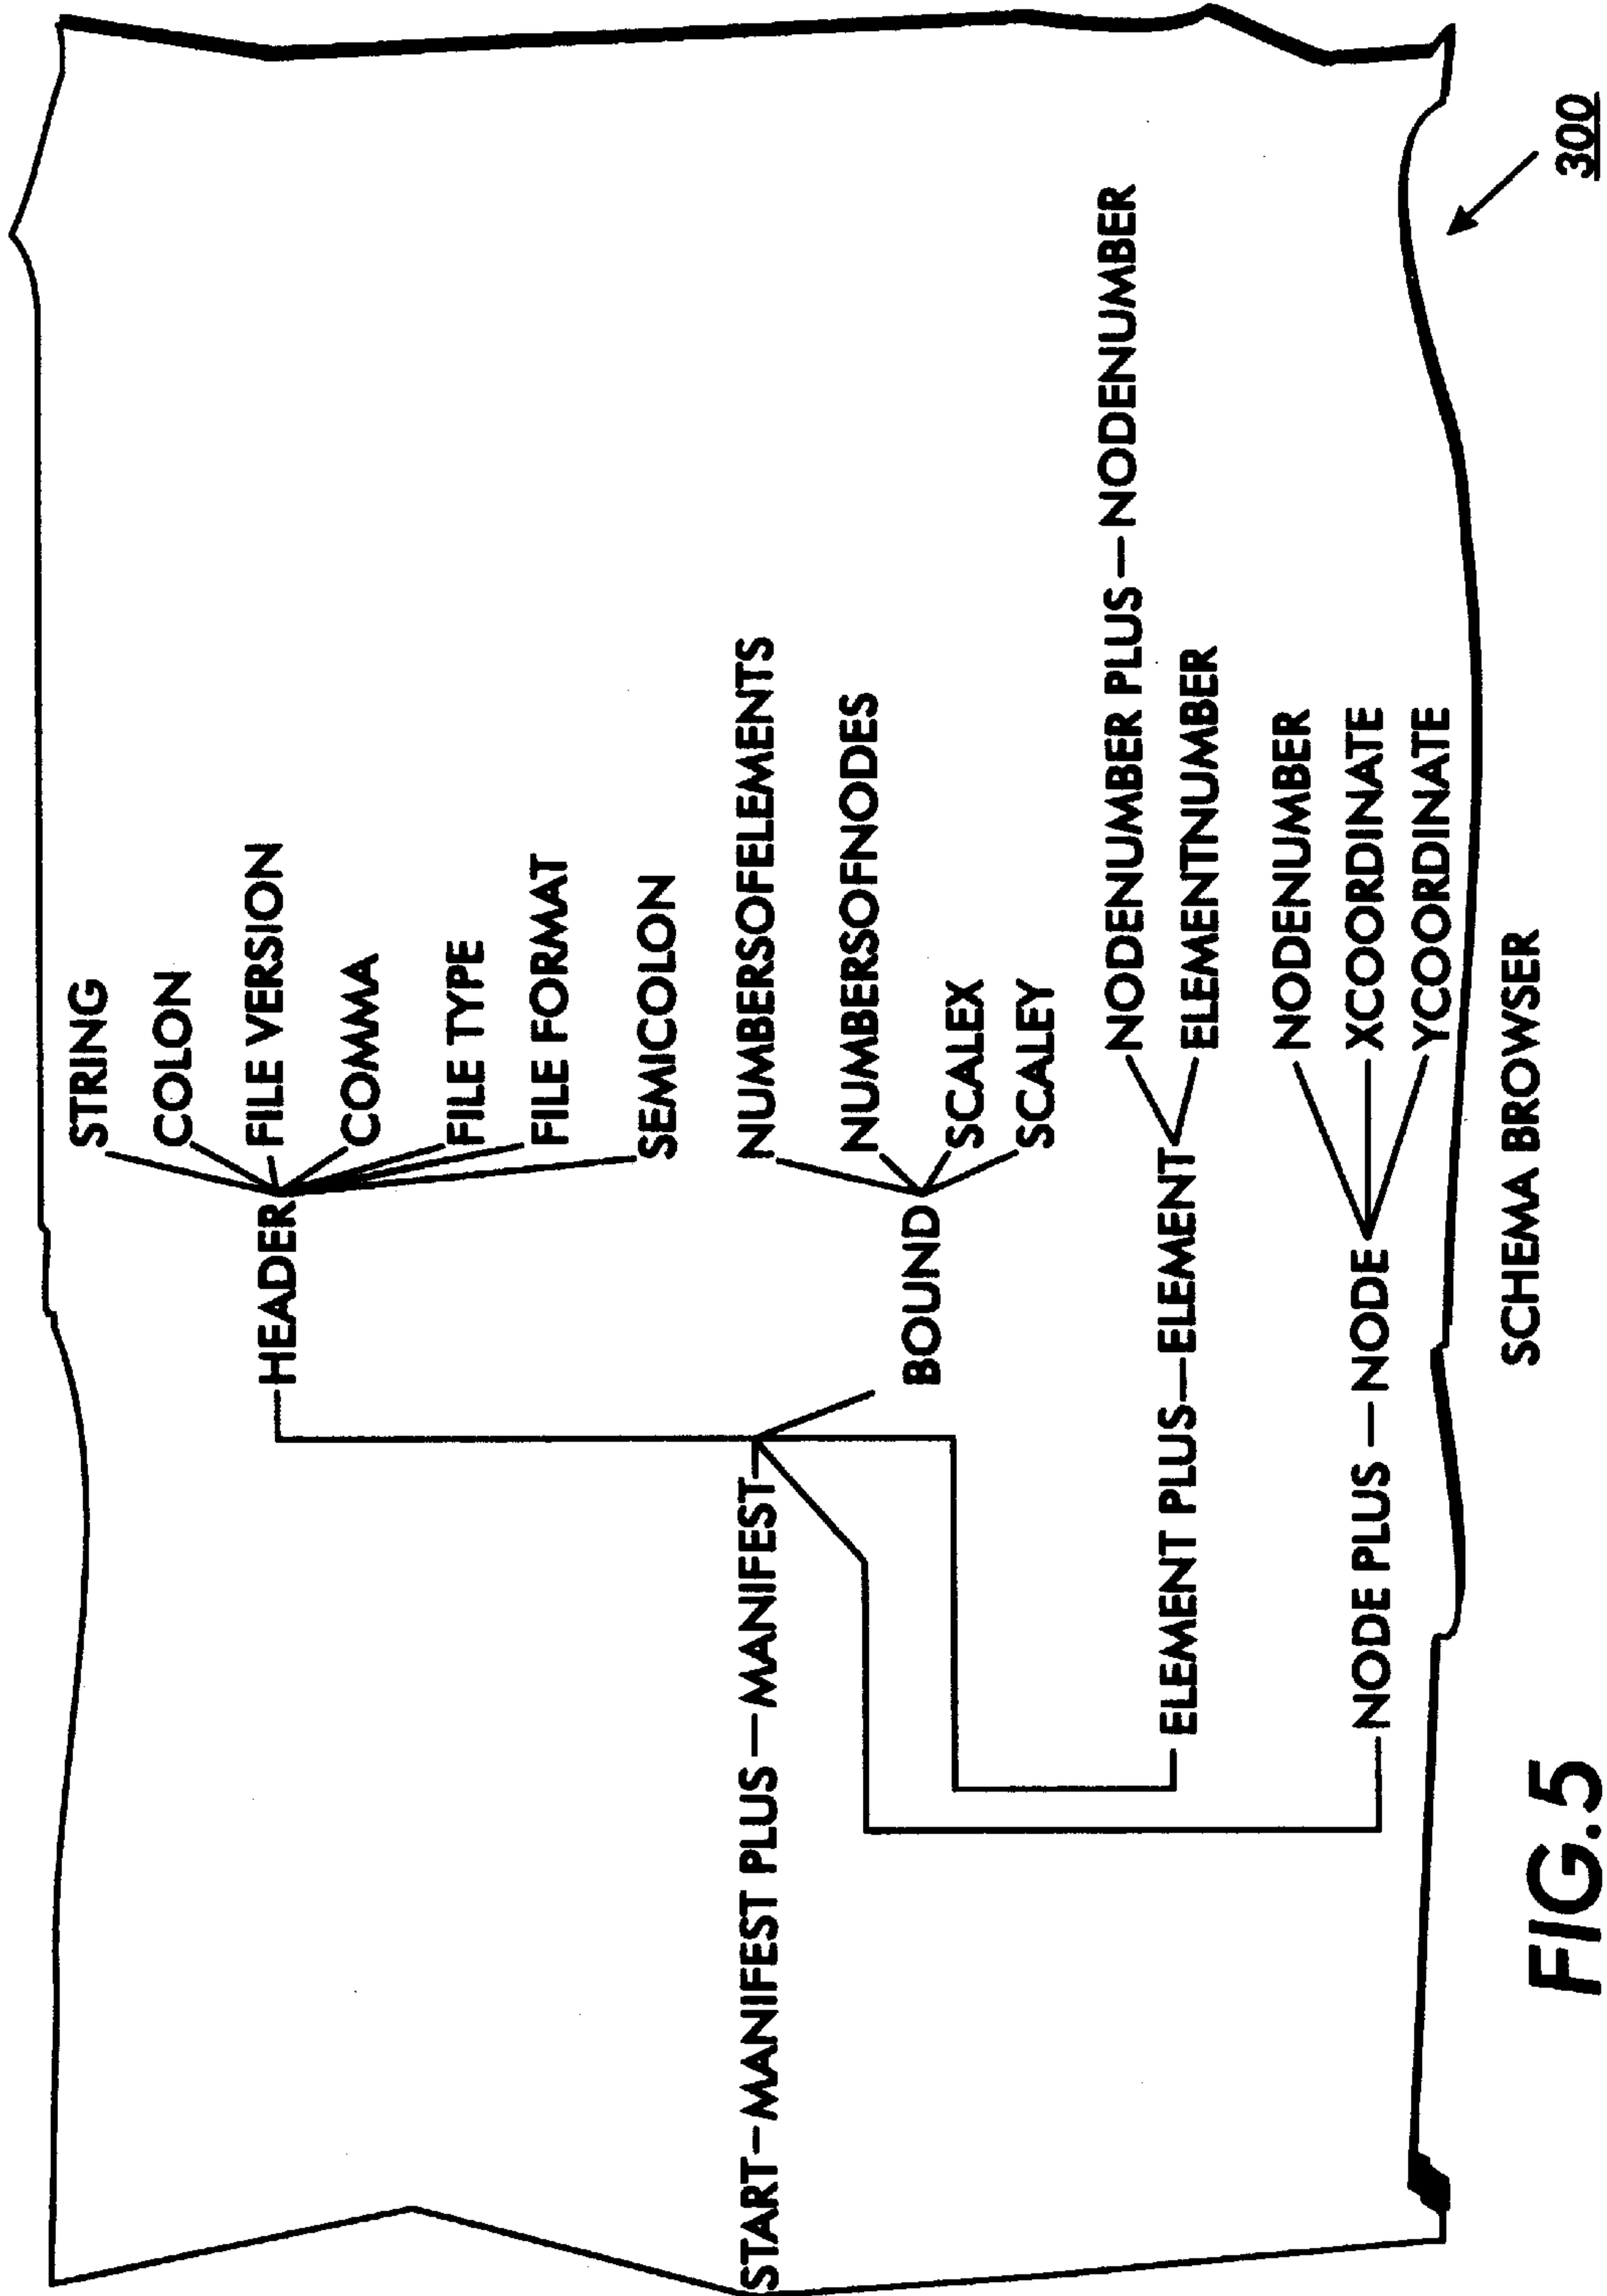 STRING
COLON
FILE VERSION
HEADER
COMMA
FILE TYPE
FILE FORMAT
SEMICOLON
START—MANIFEST PLUS—MANIFEST
NUMBERSOFELEMENTS
NUMBERSOFNODES
BOUND
SCALEX
SCALEY
NODENUMBER PLUS—NODENUMBER
ELEMENT PLUS—ELEMENT
ELEMENTNUMBER
NODENUMBER
NODE PLUS—NODE
XCOORDINATE
YCOORDINATE
SCHEMA BROWSER
300
FIG.5